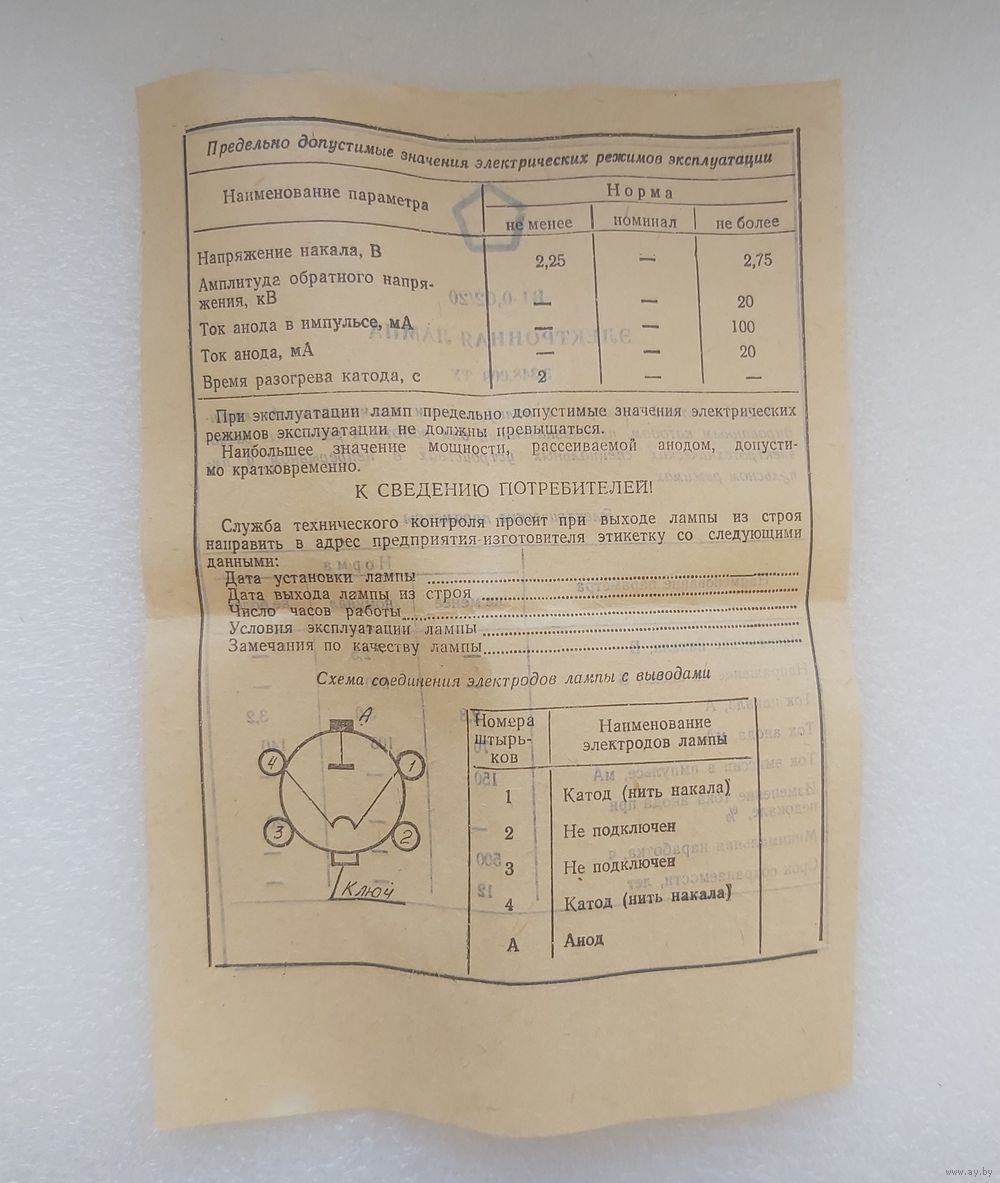 Предельно допустимые значения электрических режимов эксплуатации
Наименование параметра
Норма
не менее номинал не более
Напряжение накала, В 2,25 — 2,75
Амплитуда обратного напря-
жения, кВ — — 20
Ток анода в импульсе, мА — — 100
Ток анода, мА — — 20
Время разогрева катода, с 2 — —
При эксплуатации ламп предельно допустимые значения электрических
режимов эксплуатации не должны превышаться.
Наибольшее значение мощности, рассеиваемой анодом, допусти-
мо кратковременно.
К СВЕДЕНИЮ ПОТРЕБИТЕЛЕЙ!
Служба технического контроля просит при выходе лампы из строя
направить в адрес предприятия-изготовителя этикетку со следующими
данными:
Дата установки лампы
Дата выхода лампы из строя
Число часов работы
Условия эксплуатации лампы
Замечания по качеству лампы
Схема соединения электродов лампы с выводами
А
4 1
3 2
Ключ
Номера
штырь-
ков
Наименование
электродов лампы
1 Катод (нить накала)
2 Не подключен
3 Не подключен
4 Катод (нить накала)
А Анод
www.ay.by